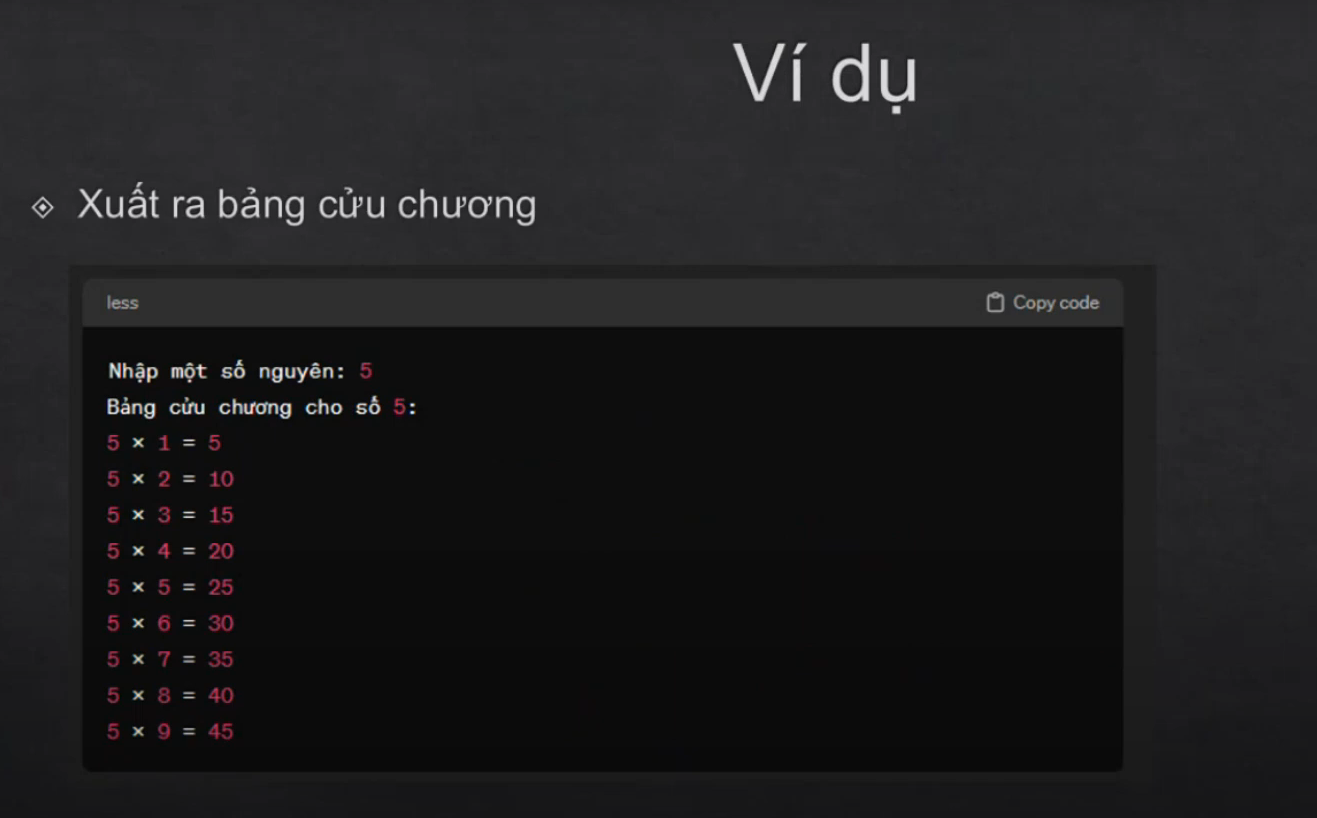 Ví dụ
Xuất ra bảng cửu chương
less
Copy code
Nhập một số nguyên: 5
Bảng cửu chương cho số 5:
5 × 1 = 5
5 × 2 = 10
5 × 3 = 15
5 × 4 = 20
5 × 5 = 25
5 × 6 = 30
5 × 7 = 35
5 × 8 = 40
5 × 9 = 45